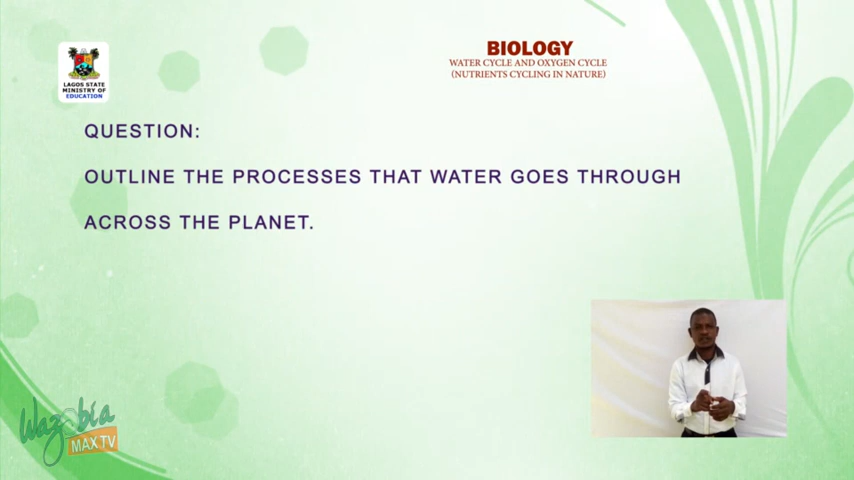 BIOLOGY
WATER CYCLE AND OXYGEN CYCLE
(NUTRIENTS CYCLING IN NATURE)
LAGOS STATE
MINISTRY OF
EDUCATION
QUESTION:
OUTLINE THE PROCESSES THAT WATER GOES THROUGH
ACROSS THE PLANET.
Wazobia
MAX TV